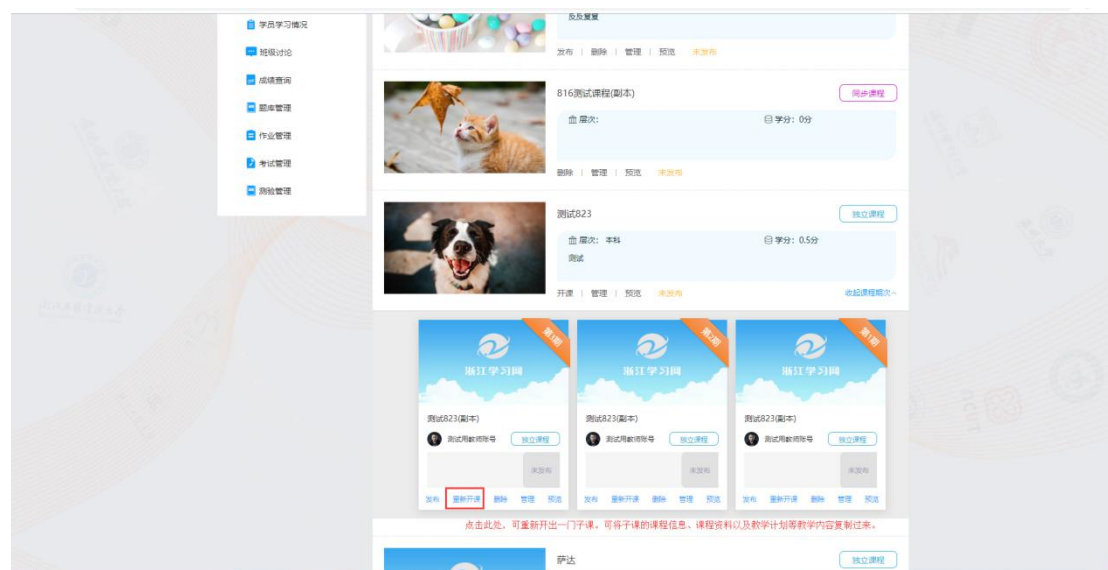 学员学习情况
班级讨论
成绩查询
题库管理
作业管理
考试管理
测验管理
反反复复
发布 | 删除 | 管理 | 预览 未发布
816测试课程(副本)
同步课程
层次:
学分: 0分
删除 | 管理 | 预览 未发布
测试823
独立课程
层次: 本科
学分: 0.5分
测试
开课 | 管理 | 预览 未发布
收起课程期次
第3期
浙江学习网
测试823(副本)
测试用教师账号
独立课程
未发布
发布 重新开课 删除 管理 预览
第2期
浙江学习网
测试823(副本)
测试用教师账号
独立课程
未发布
发布 重新开课 删除 管理 预览
第1期
浙江学习网
测试823(副本)
测试用教师账号
独立课程
未发布
发布 重新开课 删除 管理 预览
点击此处，可重新开出一门子课，可将子课的课程信息、课程资料以及教学计划等教学内容复制过来。
萨达
独立课程